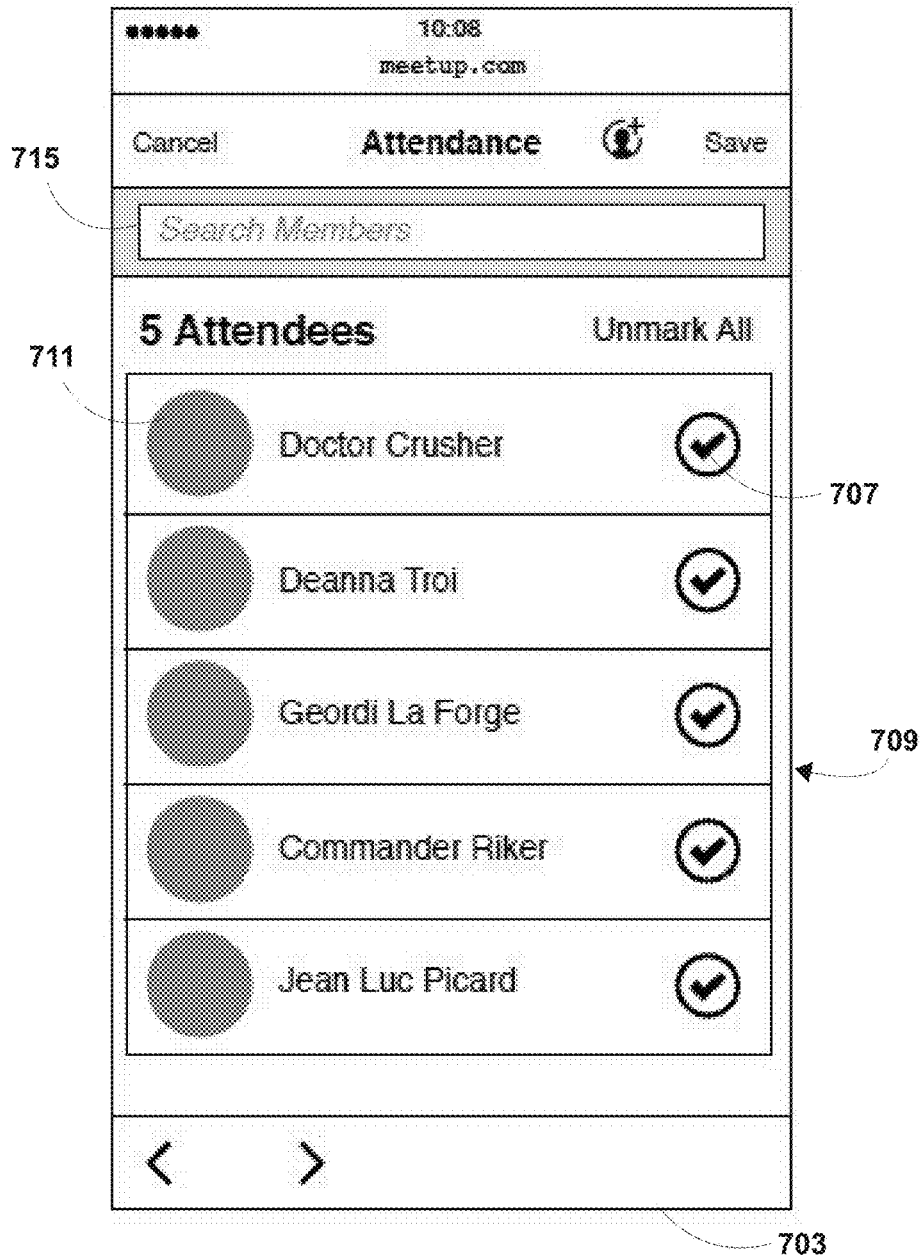 10:08
meetup.com
Cancel Attendance Save
715
Search Members
5 Attendees Unmark All
711
Doctor Crusher
707
Deanna Troi
Geordi La Forge
709
Commander Riker
Jean Luc Picard
703